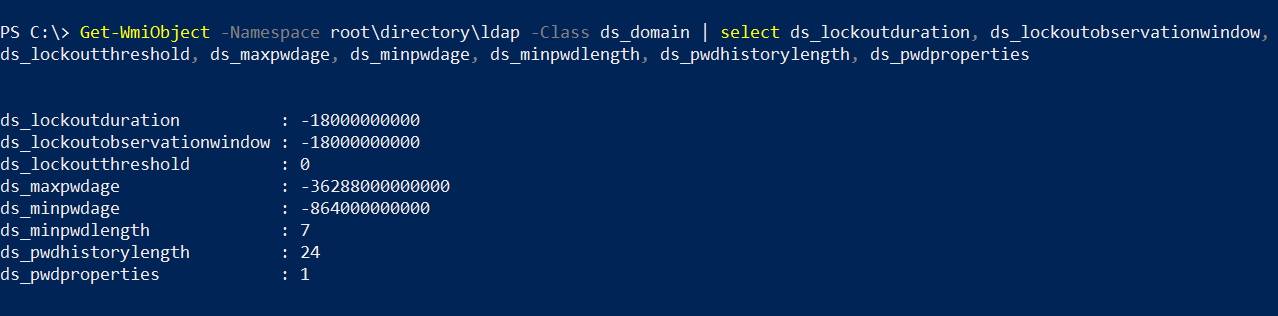 PS C:\> Get-WmiObject -Namespace root\directory\ldap -Class ds_domain | select ds_lockoutduration, ds_lockoutobservationwindow,
ds_lockoutthreshold, ds_maxpwdage, ds_minpwdage, ds_minpwdlength, ds_pwdhistorylength, ds_pwdproperties
ds_lockoutduration : -18000000000
ds_lockoutobservationwindow : -18000000000
ds_lockoutthreshold : 0
ds_maxpwdage : -36288000000000
ds_minpwdage : -864000000000
ds_minpwdlength : 7
ds_pwdhistorylength : 24
ds_pwdproperties : 1